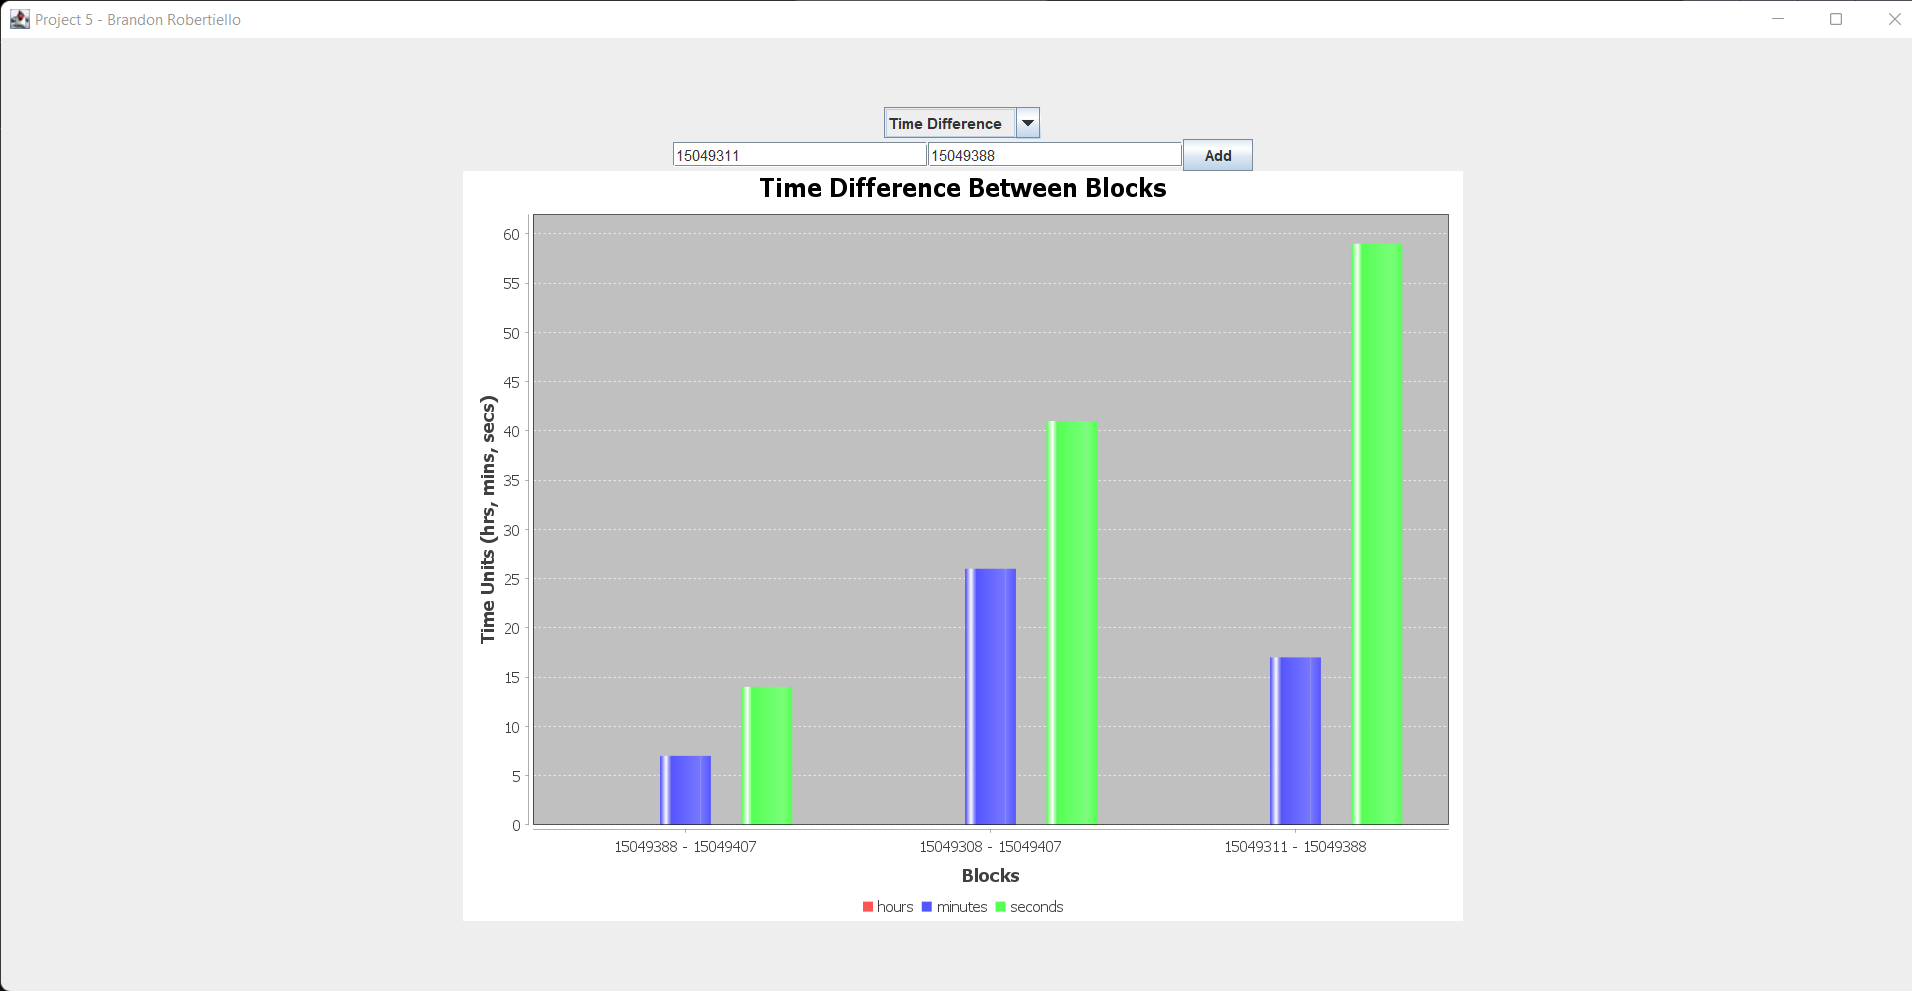 Project 5 - Brandon Robertiello
Time Difference
15049311 15049388 Add
Time Difference Between Blocks
Time Units (hrs, mins, secs)
60
55
50
45
40
35
30
25
20
15
10
5
0
15049388 - 15049407 15049308 - 15049407 15049311 - 15049388
Blocks
hours minutes seconds